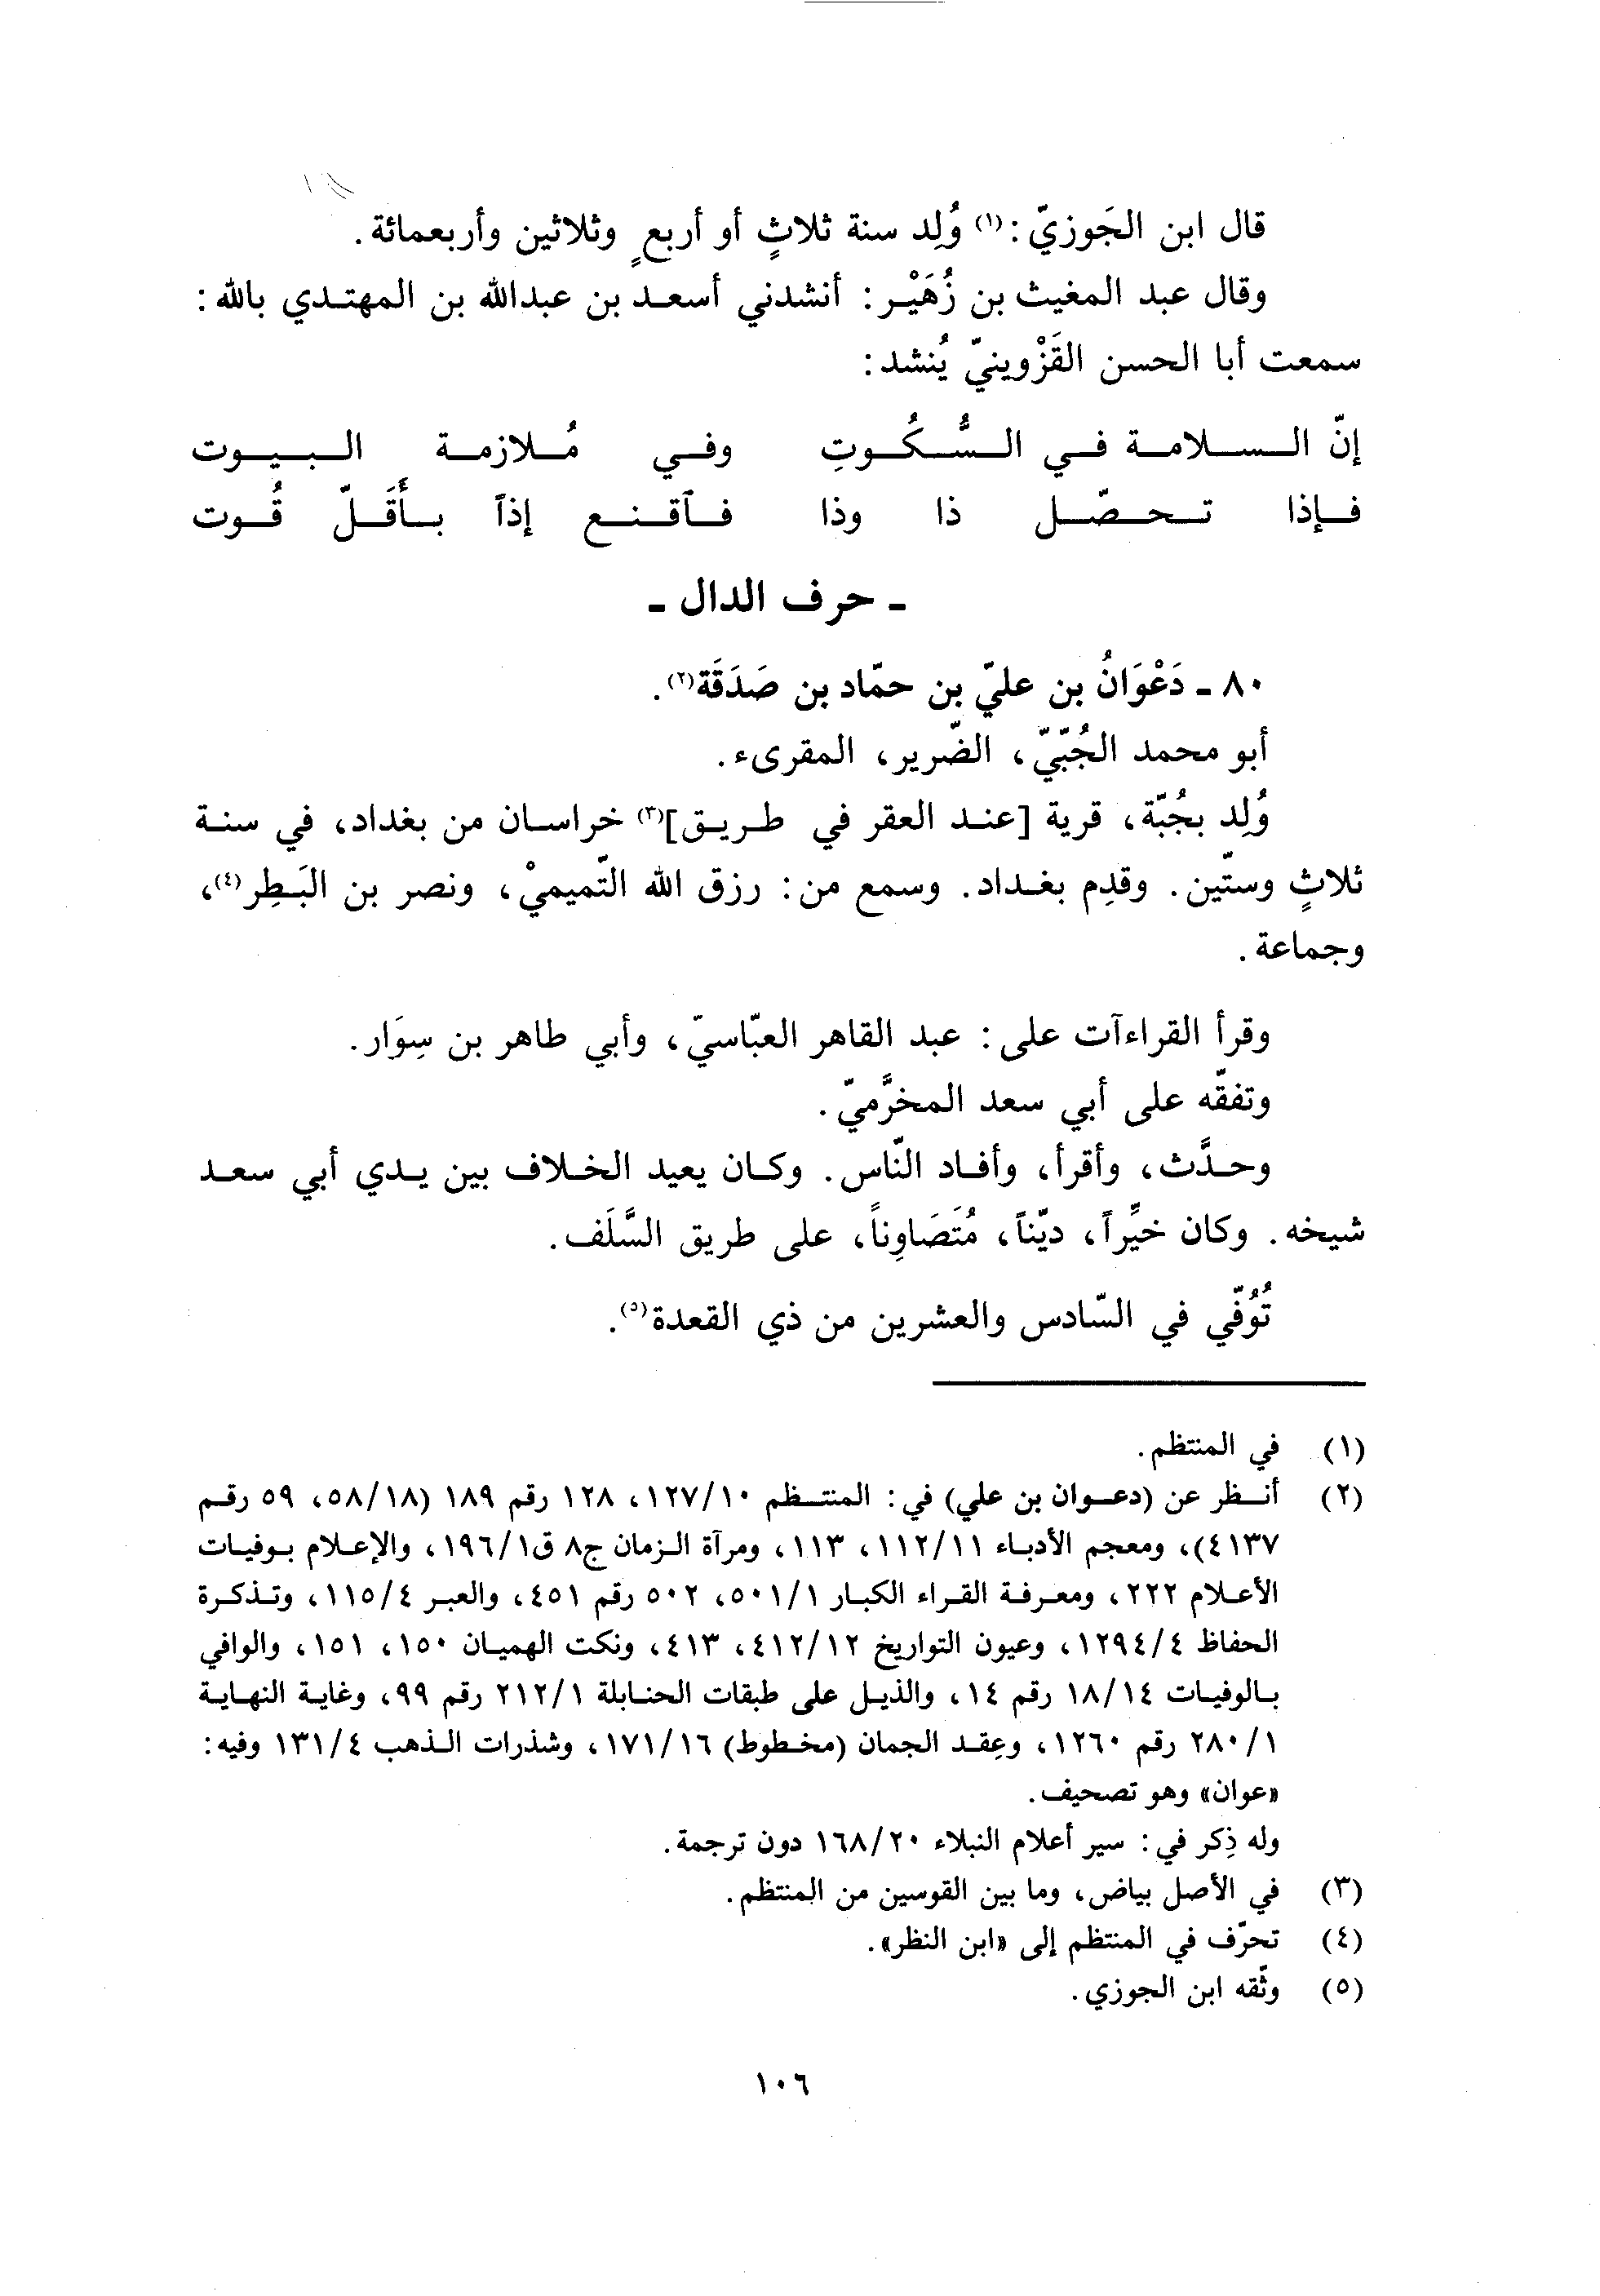 قال ابن الجَوزيّ:(١) وُلِد سنة ثلاثٍ أو أربعٍ وثلاثين وأربعمائة.
وقال عبد المغيث بن زُهَيْر: أنشدني أسعد بن عبدالله بن المهتدي بالله:
سمعت أبا الحسن القَزْوينيّ يُنشد:
إنّ السلامة في السُّكُوتِ وفي مُلازمة البيوت
فإذا تحصّل ذا وذا فٱقنع إذاً بأَقَلّ قُوت
ـ حرف الدال ـ
٨٠ ـ دَعْوَانُ بن عليّ بن حمّاد بن صَدَقَة(٢).
أبو محمد الجُبّيّ، الضّرير، المقرىء.
وُلِد بجُبّة، قرية [عند العقر في طريق](٣) خراسان من بغداد، في سنة
ثلاثٍ وستّين. وقدِم بغداد. وسمع من: رزق الله التّميميْ، ونصر بن البَطِر(٤)،
وجماعة.
وقرأ القراءآت على: عبد القاهر العبّاسيّ، وأبي طاهر بن سِوَار.
وتفقّه على أبي سعد المخرَّميّ.
وحدَّث، وأقرأ، وأفاد النّاس. وكان يعيد الخلاف بين يدي أبي سعد
شيخه. وكان خيِّراً، ديّناً، مُتَصَاوِناً، على طريق السَّلَف.
تُوُفّي في السّادس والعشرين من ذي القعدة(٥).
(١) في المنتظم.
(٢) أنظر عن (دعوان بن علي) في: المنتظم ١٢٧/١٠، ١٢٨ رقم ١٨٩ (٥٨/١٨، ٥٩ رقم
٤١٣٧)، ومعجم الأدباء ١١٢/١١، ١١٣، ومرآة الزمان ج٨ ق١٩٦/١، والإعلام بوفيات
الأعلام ٢٢٢، ومعرفة القراء الكبار ٥٠١/١، ٥٠٢ رقم ٤٥١، والعبر ١١٥/٤، وتذكرة
الحفاظ ١٢٩٤/٤، وعيون التواريخ ٤١٢/١٢، ٤١٣، ونكت الهميان ١٥٠، ١٥١، والوافي
بالوفيات ١٨/١٤ رقم ١٤، والذيل على طبقات الحنابلة ٢١٢/١ رقم ٩٩، وغاية النهاية
٢٨٠/١ رقم ١٢٦٠، وعِقد الجمان (مخطوط) ١٧١/١٦، وشذرات الذهب ١٣١/٤ وفيه:
«عوان» وهو تصحيف.
وله ذِكر في: سير أعلام النبلاء ١٦٨/٢٠ دون ترجمة.
(٣) في الأصل بياض، وما بين القوسين من المنتظم.
(٤) تحرّف في المنتظم إلى «ابن النظر».
(٥) وثّقه ابن الجوزي.
١٠٦